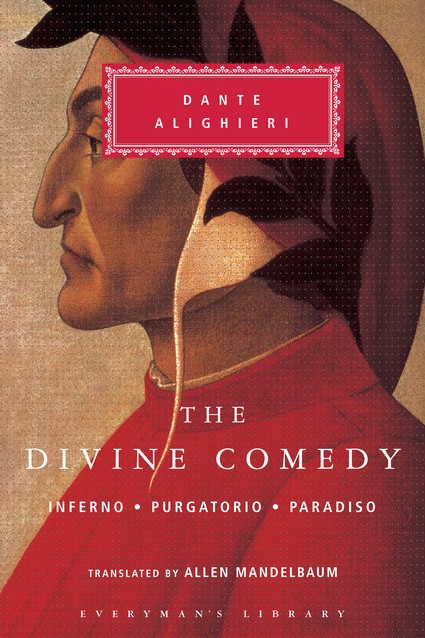 DANTE
ALIGHIERI
THE
DIVINE COMEDY
INFERNO • PURGATORIO • PARADISO
TRANSLATED BY ALLEN MANDELBAUM
EVERYMAN'S LIBRARY